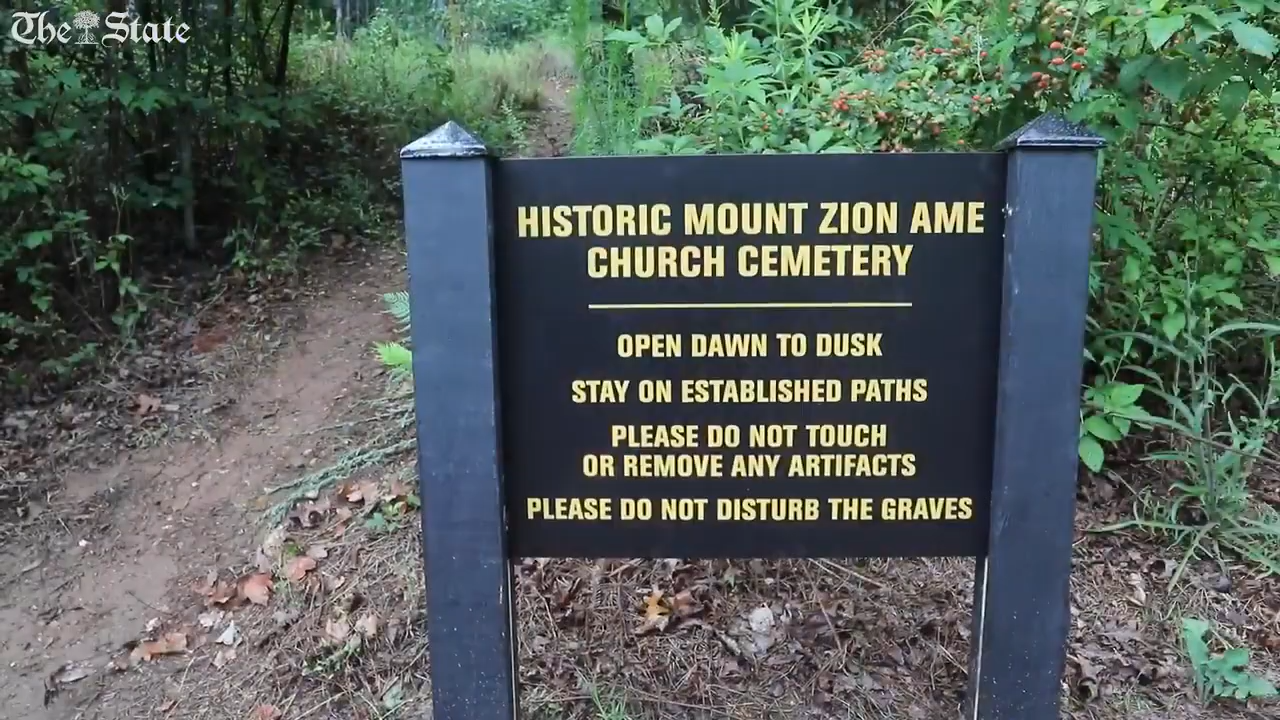 The State
HISTORIC MOUNT ZION AME
CHURCH CEMETERY
OPEN DAWN TO DUSK
STAY ON ESTABLISHED PATHS
PLEASE DO NOT TOUCH
OR REMOVE ANY ARTIFACTS
PLEASE DO NOT DISTURB THE GRAVES